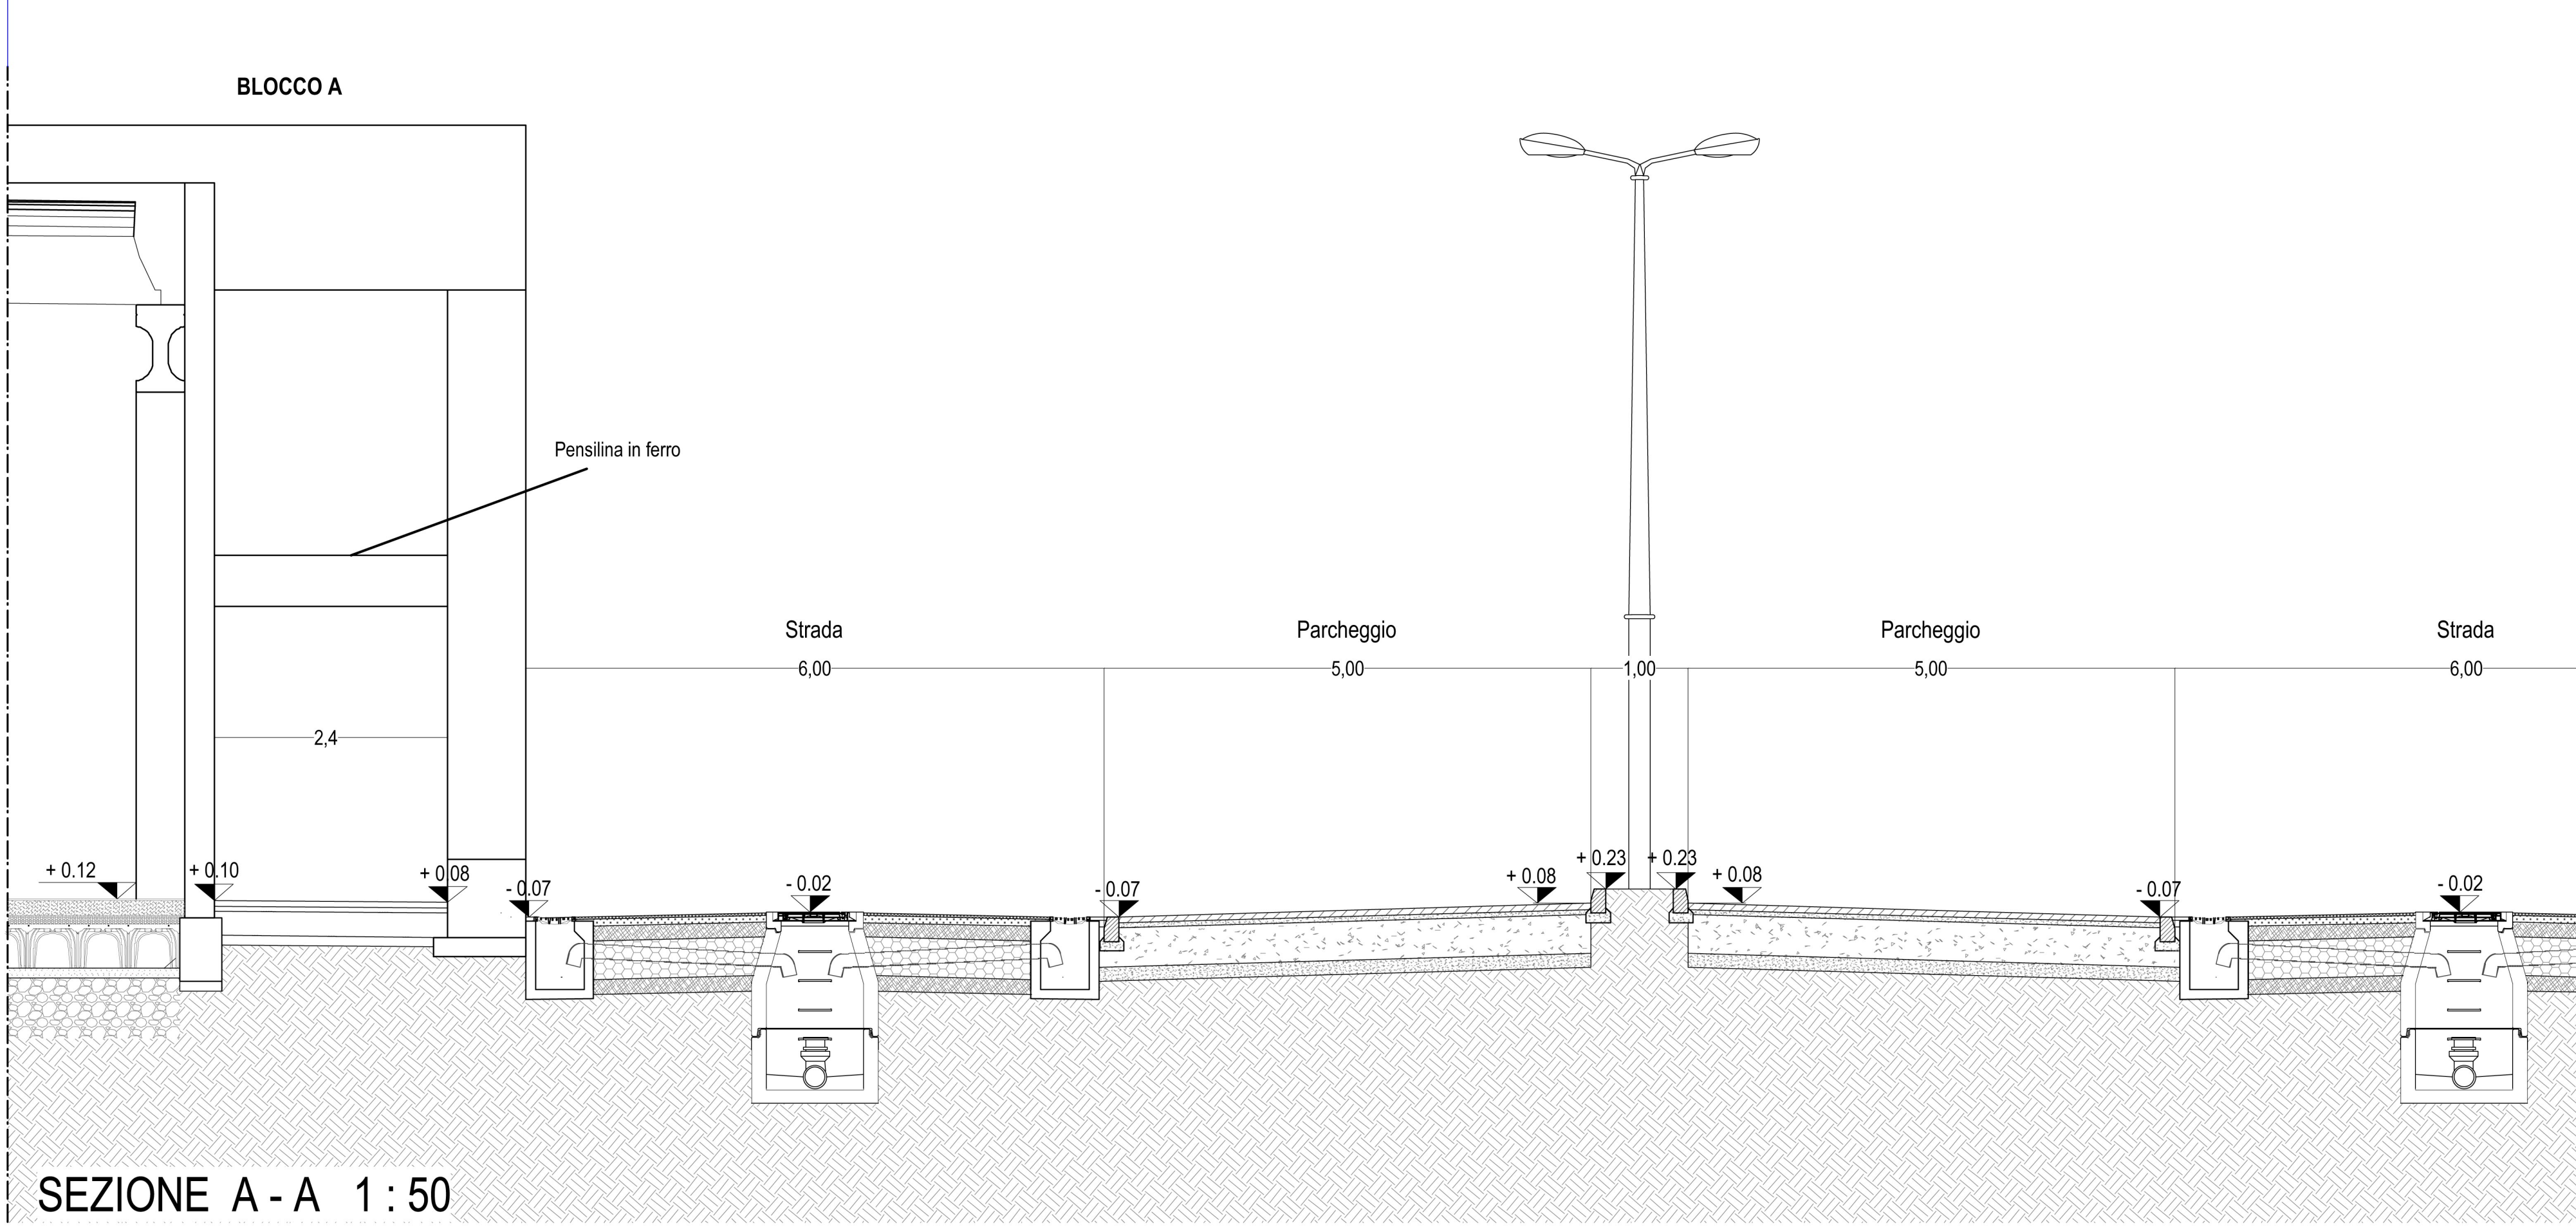 BLOCCO A
Pensilina in ferro
Strada
Parcheggio
Parcheggio
Strada
6,00
5,00
1,00
5,00
6,00
2,4
+ 0.12
+ 0.10
+ 0.08
- 0.07
- 0.02
- 0.07
+ 0.08
+ 0.23
+ 0.23
+ 0.08
- 0.07
- 0.02
SEZIONE A - A 1 : 50